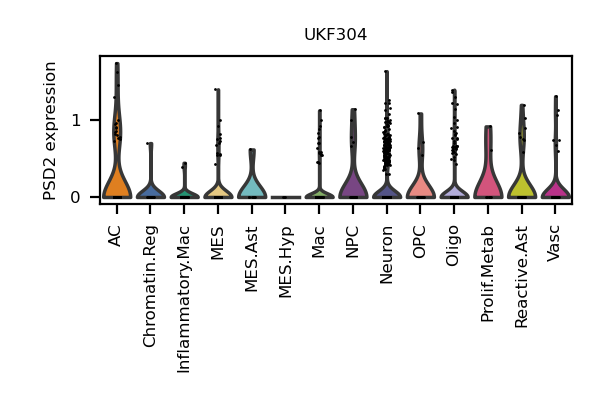 UKF304
PSD2 expression
1
0
AC
Chromatin.Reg
Inflammatory.Mac
MES
MES.Ast
MES.Hyp
Mac
NPC
Neuron
OPC
Oligo
Prolif.Metab
Reactive.Ast
Vasc